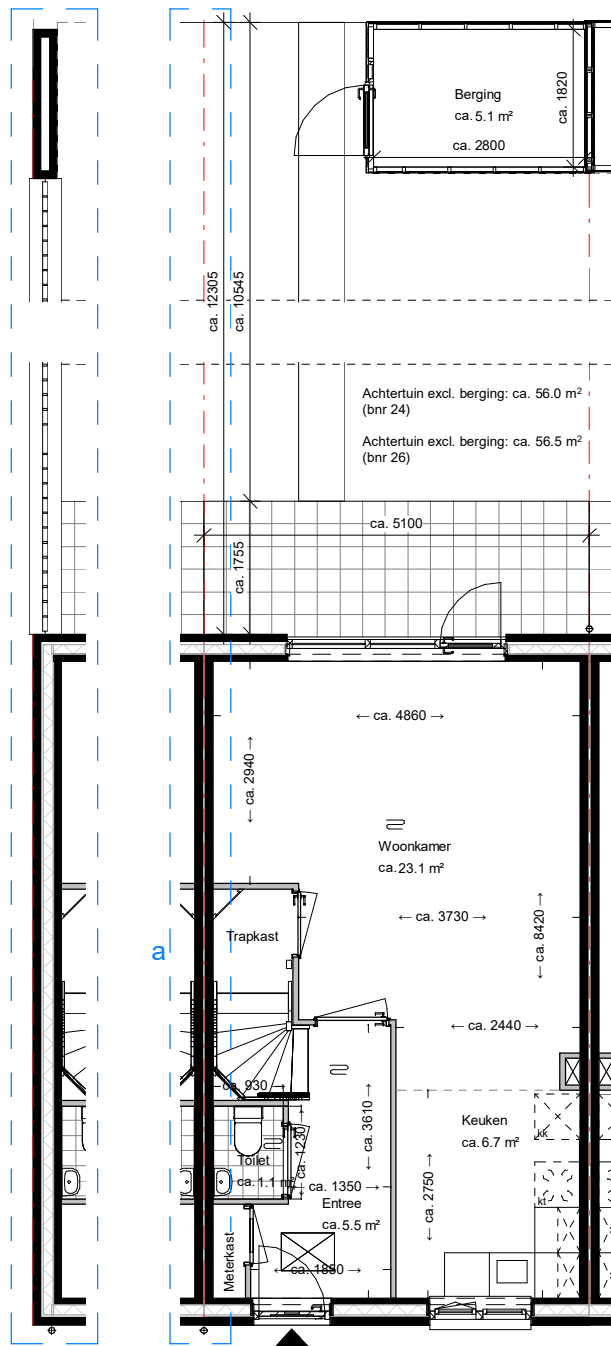 Berging
ca. 5.1 m²
ca. 1820
ca. 2800
ca. 12305
ca. 10545
Achtertuin excl. berging: ca. 56.0 m²
(bnr 24)
Achtertuin excl. berging: ca. 56.5 m²
(bnr 26)
ca. 5100
ca. 1755
← ca. 4860 →
← ca. 2940 →
Woonkamer
ca. 23.1 m²
← ca. 3730 →
← ca. 8420 →
Trapkast
a
← ca. 2440 →
ca. 930
← ca. 3610 →
Keuken
ca. 6.7 m²
kk
ca. 1230
Toilet
ca. 1.1 m²
← ca. 1350 →
Entree
ca. 5.5 m²
← ca. 2750 →
kt
Meterkast
← ca. 1850 →